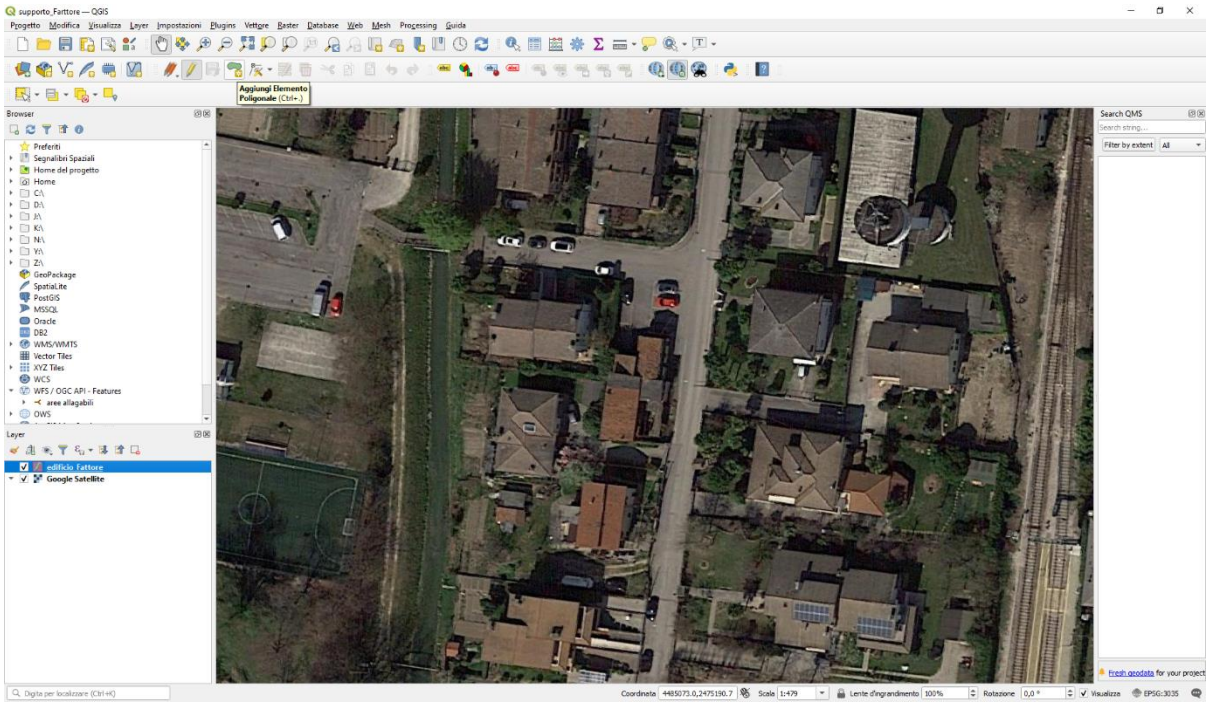 supporto_Farttore — QGIS
Progetto Modifica Visualizza Layer Impostazioni Plugins Vettore Raster Database Web Mesh Processing Guida
Aggiungi Elemento
Poligonale (Ctrl+.)
Browser
Preferiti
Segnalibri Spaziali
Home del progetto
Home
C:\
D:\
J:\
K:\
N:\
Y:\
Z:\
GeoPackage
SpatiaLite
PostGIS
MSSQL
Oracle
DB2
WMS/WMTS
Vector Tiles
XYZ Tiles
WCS
WFS / OGC API - Features
aree allagabili
OWS
Layer
edificio_Fattore
Google Satellite
Search QMS
Search string...
Filter by extent All
Fresh geodata for your project
Digita per localizzare (Ctrl+K)
Coordinata 4485073.0,2475190.7 Scala 1:479 Lente d'ingrandimento 100% Rotazione 0,0 ° Visualizza EPSG:3035